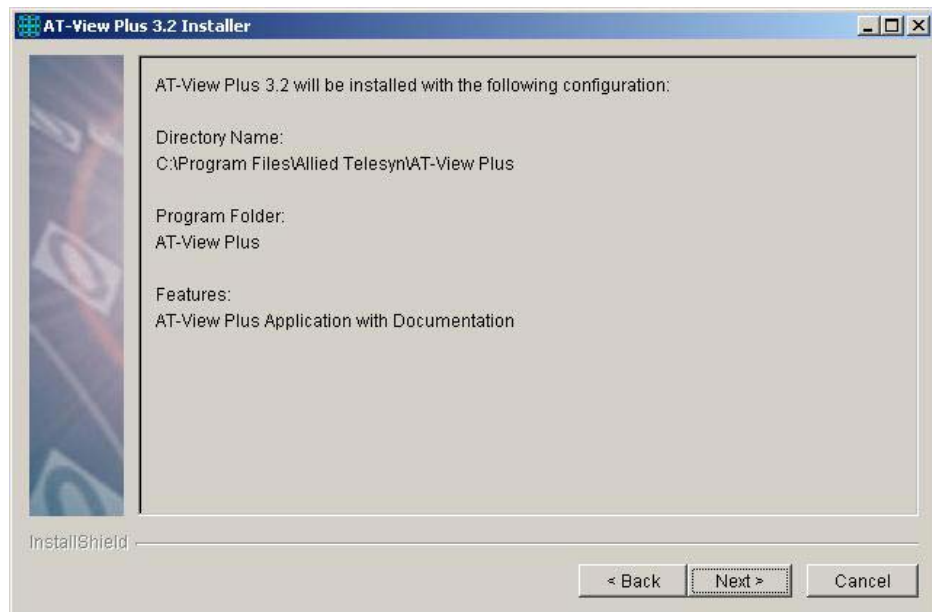 AT-View Plus 3.2 Installer
AT-View Plus 3.2 will be installed with the following configuration:
Directory Name:
C:\Program Files\Allied Telesyn\AT-View Plus
Program Folder:
AT-View Plus
Features:
AT-View Plus Application with Documentation
InstallShield
< Back
Next >
Cancel